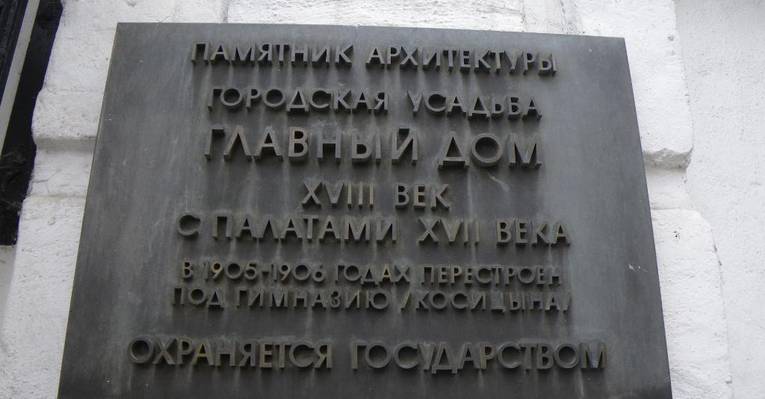 ПАМЯТНИК АРХИТЕКТУРЫ
ГОРОДСКАЯ УСАДЬБА
ГЛАВНЫЙ ДОМ
XVIII ВЕК
С ПАЛАТАМИ XVII ВЕКА
В 1905-1906 ГОДАХ ПЕРЕСТРОЕН
ПОД ГИМНАЗИЮ /КОСИЦЫНА/
ОХРАНЯЕТСЯ ГОСУДАРСТВОМ